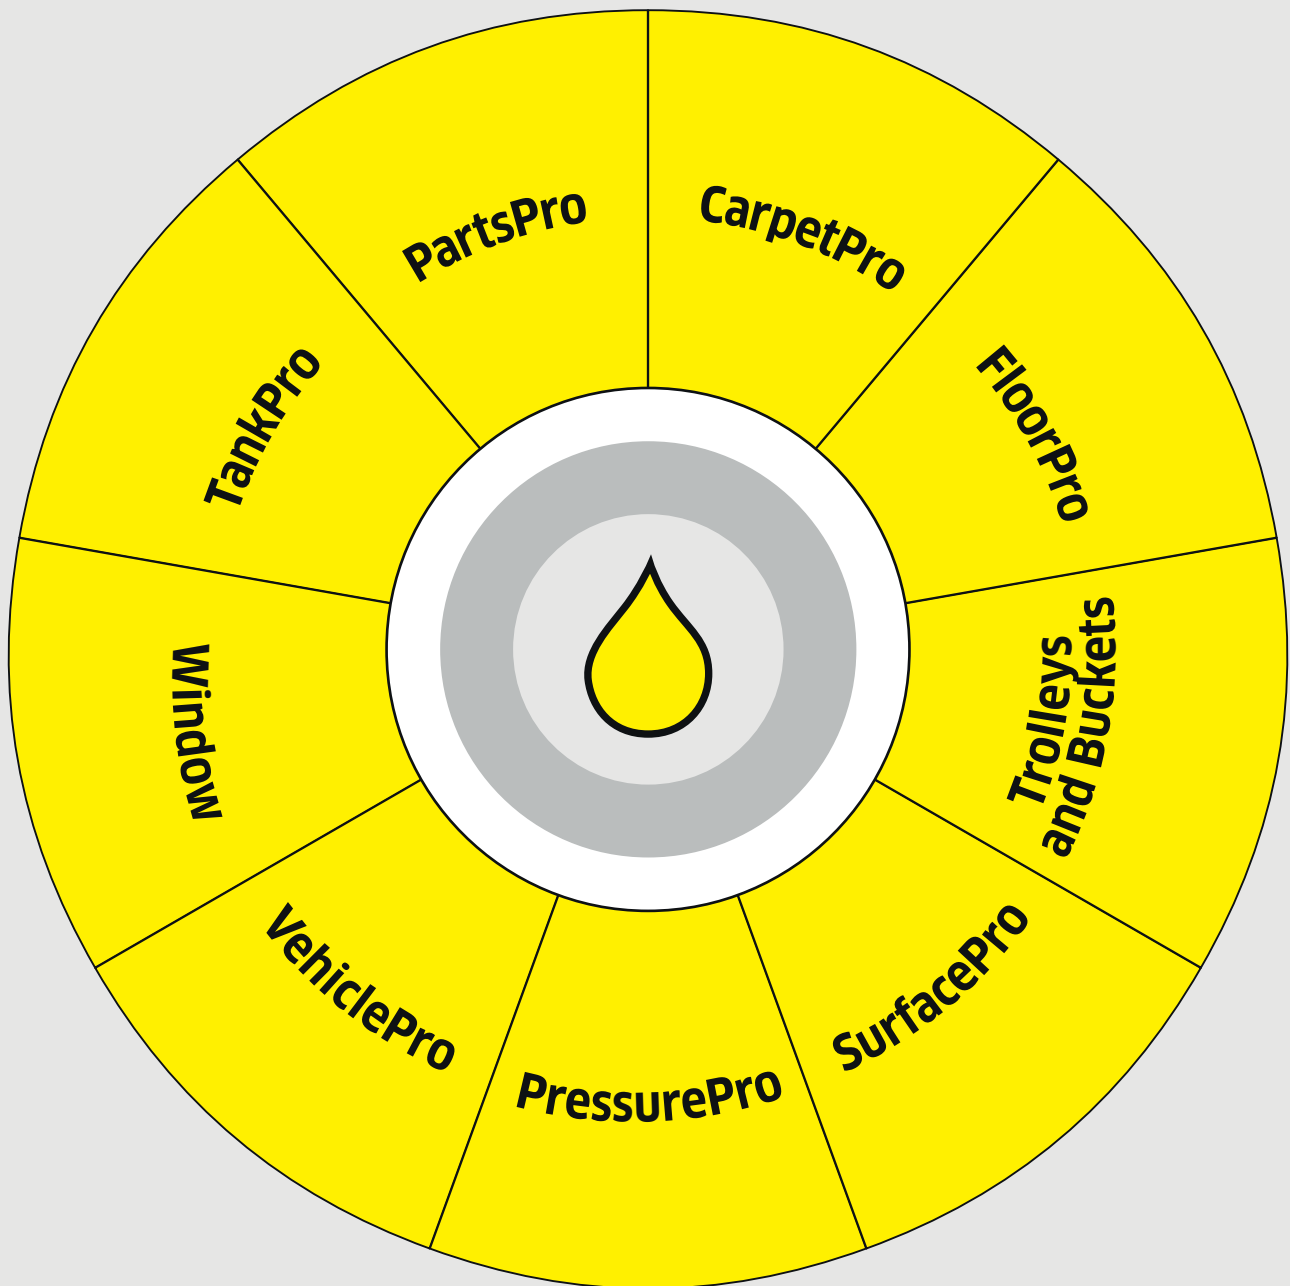 CarpetPro
FloorPro
Trolleys
and Buckets
SurfacePro
PressurePro
VehiclePro
Window
TankPro
PartsPro